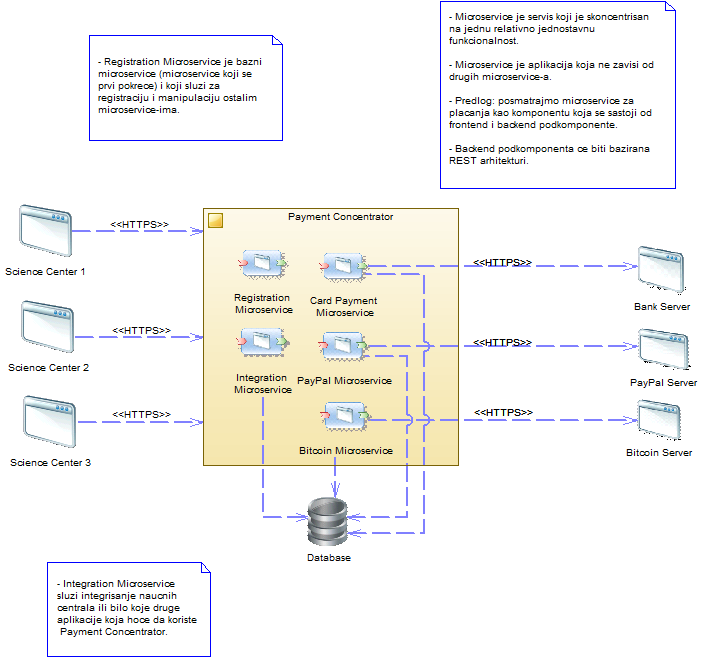 - Microservice je servis koji je skoncentrisan
na jednu relativno jednostavnu
funkcionalnost.
- Microservice je aplikacija koja ne zavisi od
drugih microservice-a.
- Predlog: posmatrajmo microservice za
placanja kao komponentu koja se sastoji od
frontend i backend podkomponente.
- Backend podkomponenta ce biti bazirana
REST arhitekturi.
- Registration Microservice je bazni
microservice (microservice koji se
prvi pokrece) i koji sluzi za
registraciju i manipulaciju ostalim
microservice-ima.
Payment Concentrator
<<HTTPS>>
Science Center 1
<<HTTPS>>
Science Center 2
<<HTTPS>>
Science Center 3
Registration
Microservice
Card Payment
Microservice
Integration
Microservice
PayPal Microservice
Bitcoin Microservice
<<HTTPS>>
Bank Server
<<HTTPS>>
PayPal Server
<<HTTPS>>
Bitcoin Server
Database
- Integration Microservice
sluzi integrisanje naucnih
centrala ili bilo koje druge
aplikacije koja hoce da koriste
Payment Concentrator.